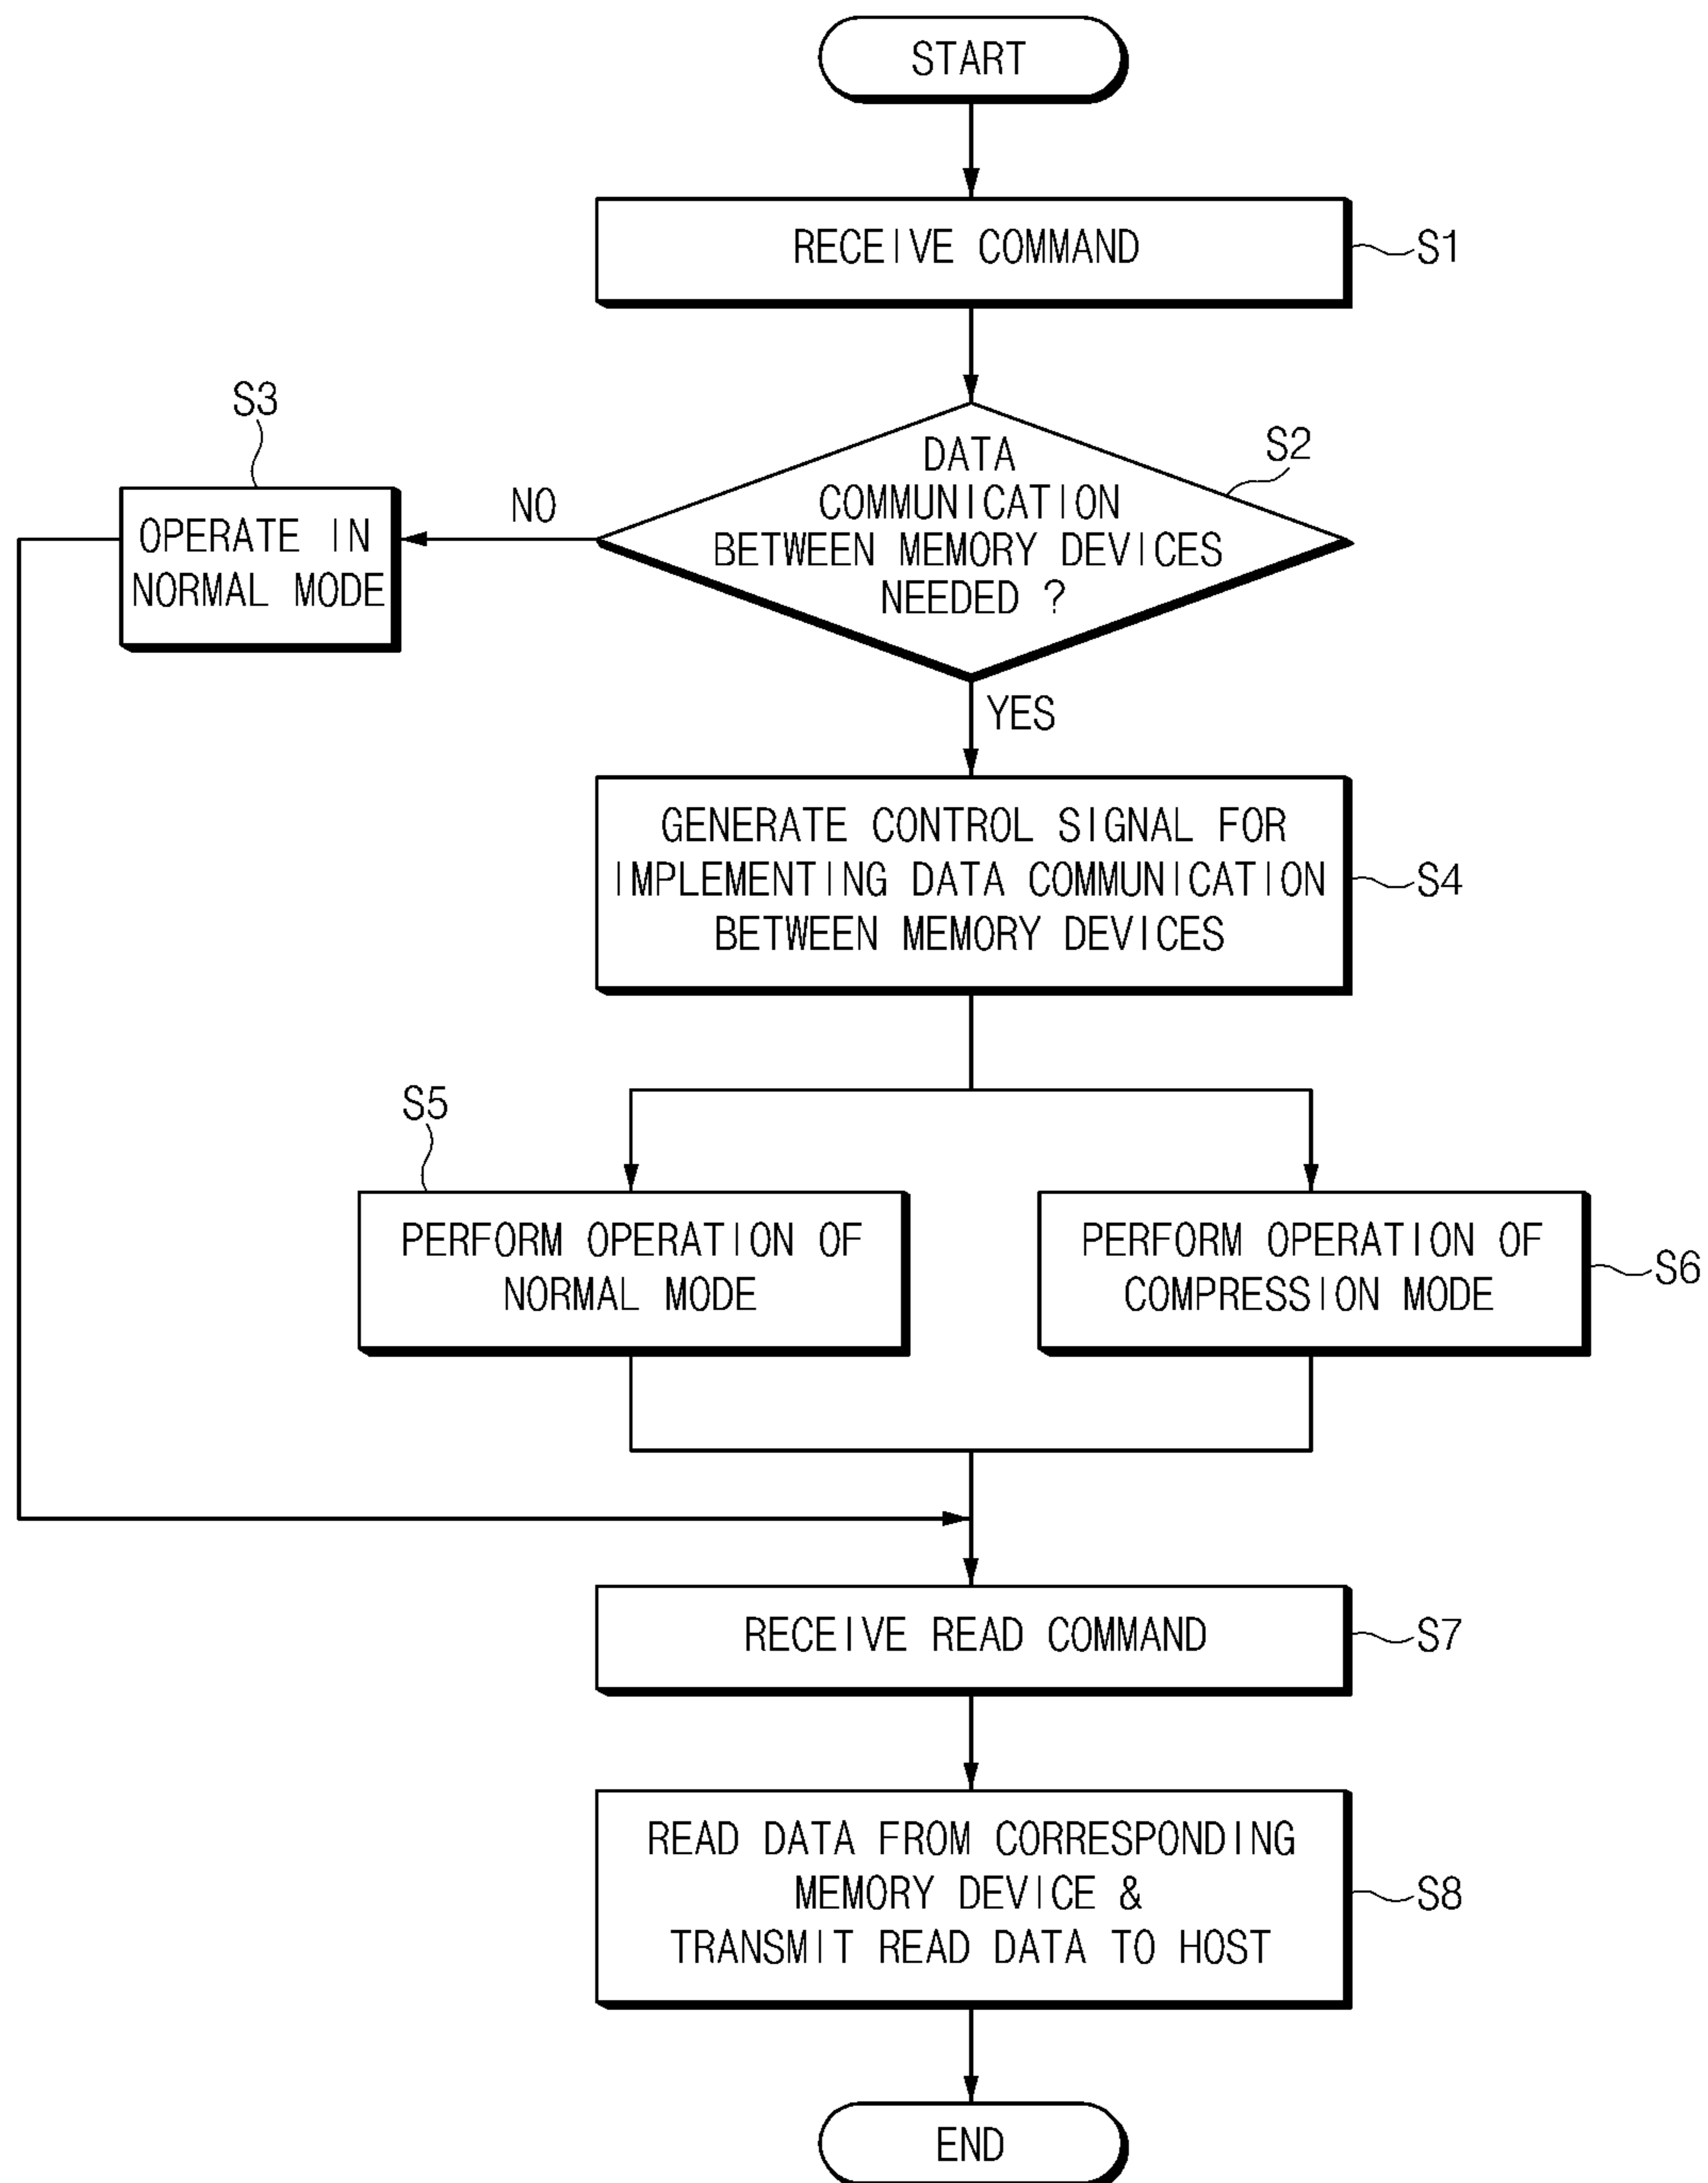 START
RECEIVE COMMAND
S1
S3
S2
DATA
COMMUNICATION
BETWEEN MEMORY DEVICES
NEEDED ?
NO
OPERATE IN
NORMAL MODE
YES
GENERATE CONTROL SIGNAL FOR
IMPLEMENTING DATA COMMUNICATION
BETWEEN MEMORY DEVICES
S4
S5
PERFORM OPERATION OF
NORMAL MODE
PERFORM OPERATION OF
COMPRESSION MODE
S6
RECEIVE READ COMMAND
S7
READ DATA FROM CORRESPONDING
MEMORY DEVICE &
TRANSMIT READ DATA TO HOST
S8
END